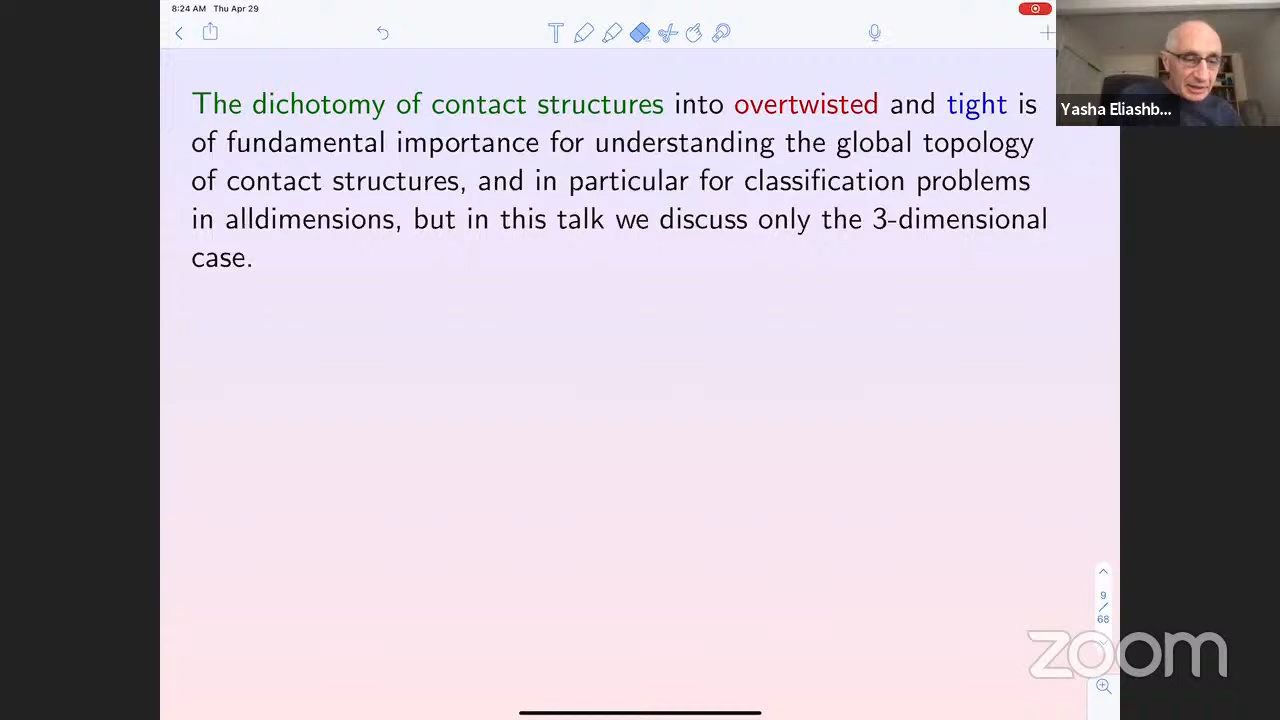 8:24 AM Thu Apr 29
The dichotomy of contact structures into overtwisted and tight is
of fundamental importance for understanding the global topology
of contact structures, and in particular for classification problems
in alldimensions, but in this talk we discuss only the 3-dimensional
case.
Yasha Eliashb...
9
/
68
zoom